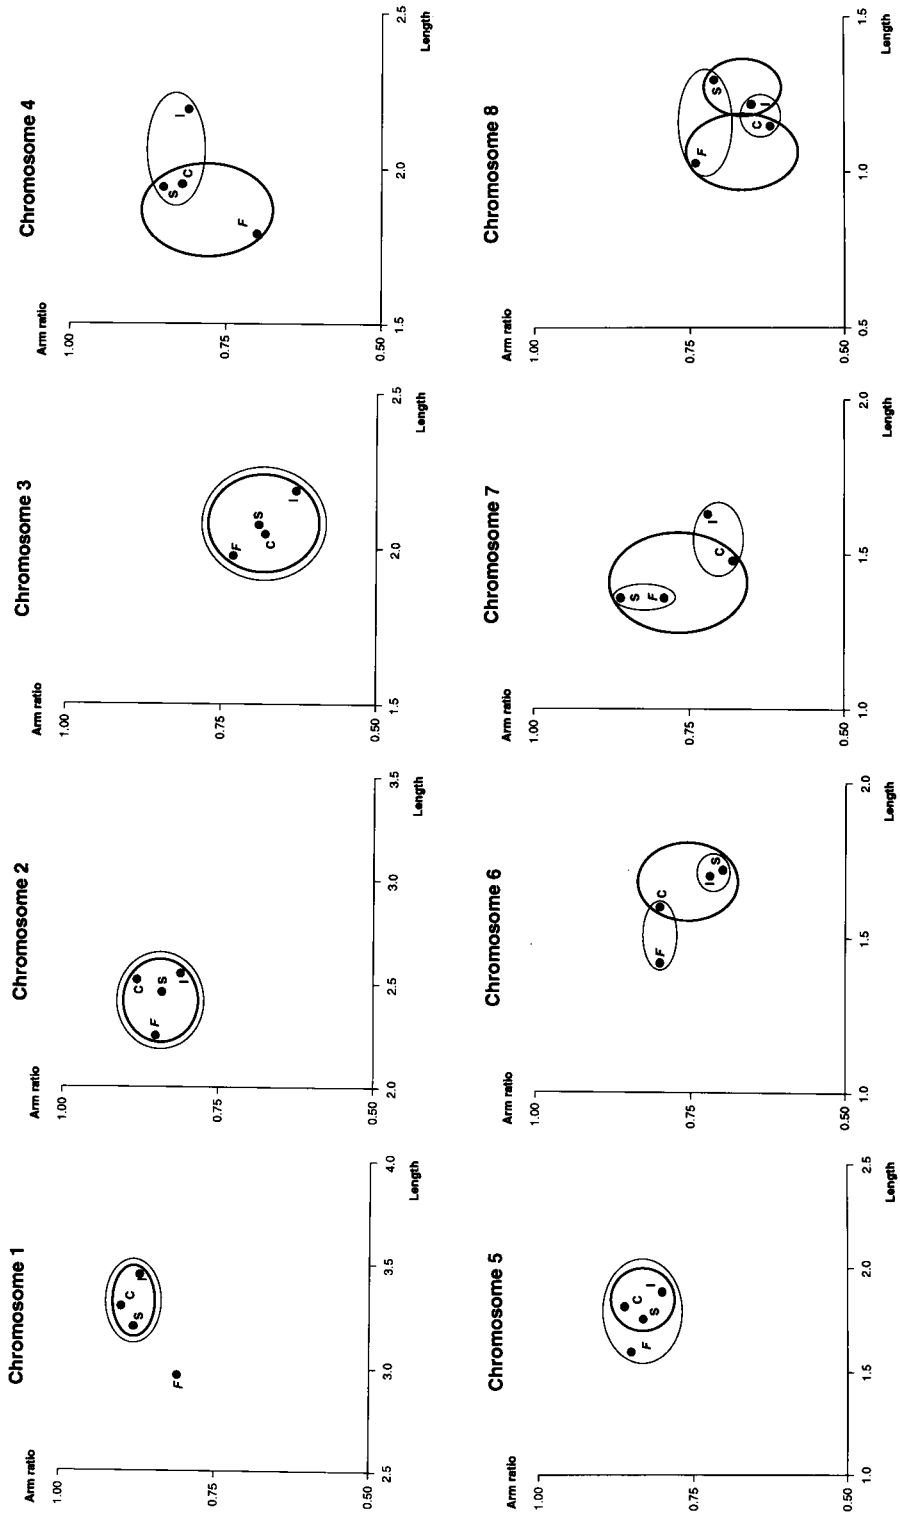 Chromosome 1
Arm ratio
1.00
0.75
0.50
2.5
3.0
3.5
4.0
Length
F
S
C
I
Chromosome 2
Arm ratio
1.00
0.75
0.50
2.0
2.5
3.0
3.5
Length
F
S
C
I
Chromosome 3
Arm ratio
1.00
0.75
0.50
1.5
2.0
2.5
Length
F
C
S
I
Chromosome 4
Arm ratio
1.00
0.75
0.50
1.5
2.0
2.5
Length
F
S
C
I
Chromosome 5
Arm ratio
1.00
0.75
0.50
1.0
1.5
2.0
2.5
Length
F
S
C
I
Chromosome 6
Arm ratio
1.00
0.75
0.50
1.0
1.5
2.0
Length
F
C
I
S
Chromosome 7
Arm ratio
1.00
0.75
0.50
1.0
1.5
2.0
Length
S
F
C
I
Chromosome 8
Arm ratio
1.00
0.75
0.50
0.5
1.0
1.5
Length
F
C
I
S